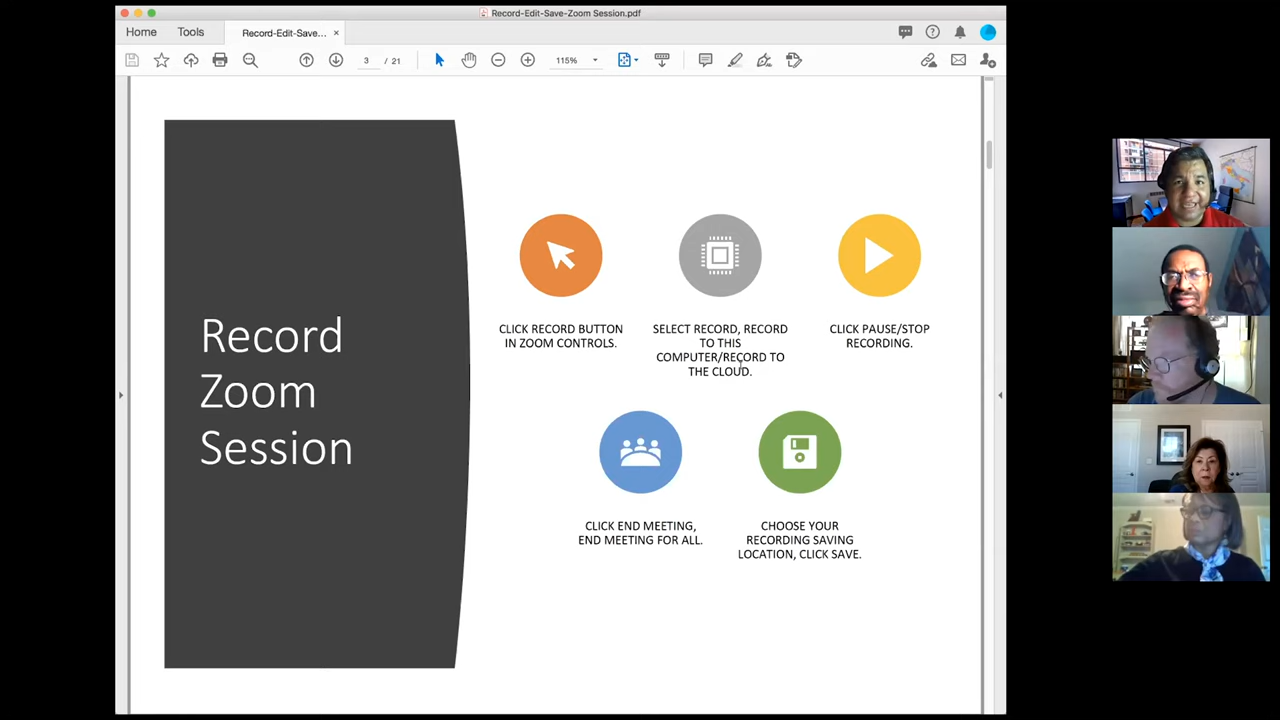 Record-Edit-Save-Zoom Session.pdf
Home
Tools
Record-Edit-Save...
3 / 21
115%
Record
Zoom
Session
CLICK RECORD BUTTON
IN ZOOM CONTROLS.
SELECT RECORD, RECORD
TO THIS
COMPUTER/RECORD TO
THE CLOUD.
CLICK PAUSE/STOP
RECORDING.
CLICK END MEETING,
END MEETING FOR ALL.
CHOOSE YOUR
RECORDING SAVING
LOCATION, CLICK SAVE.